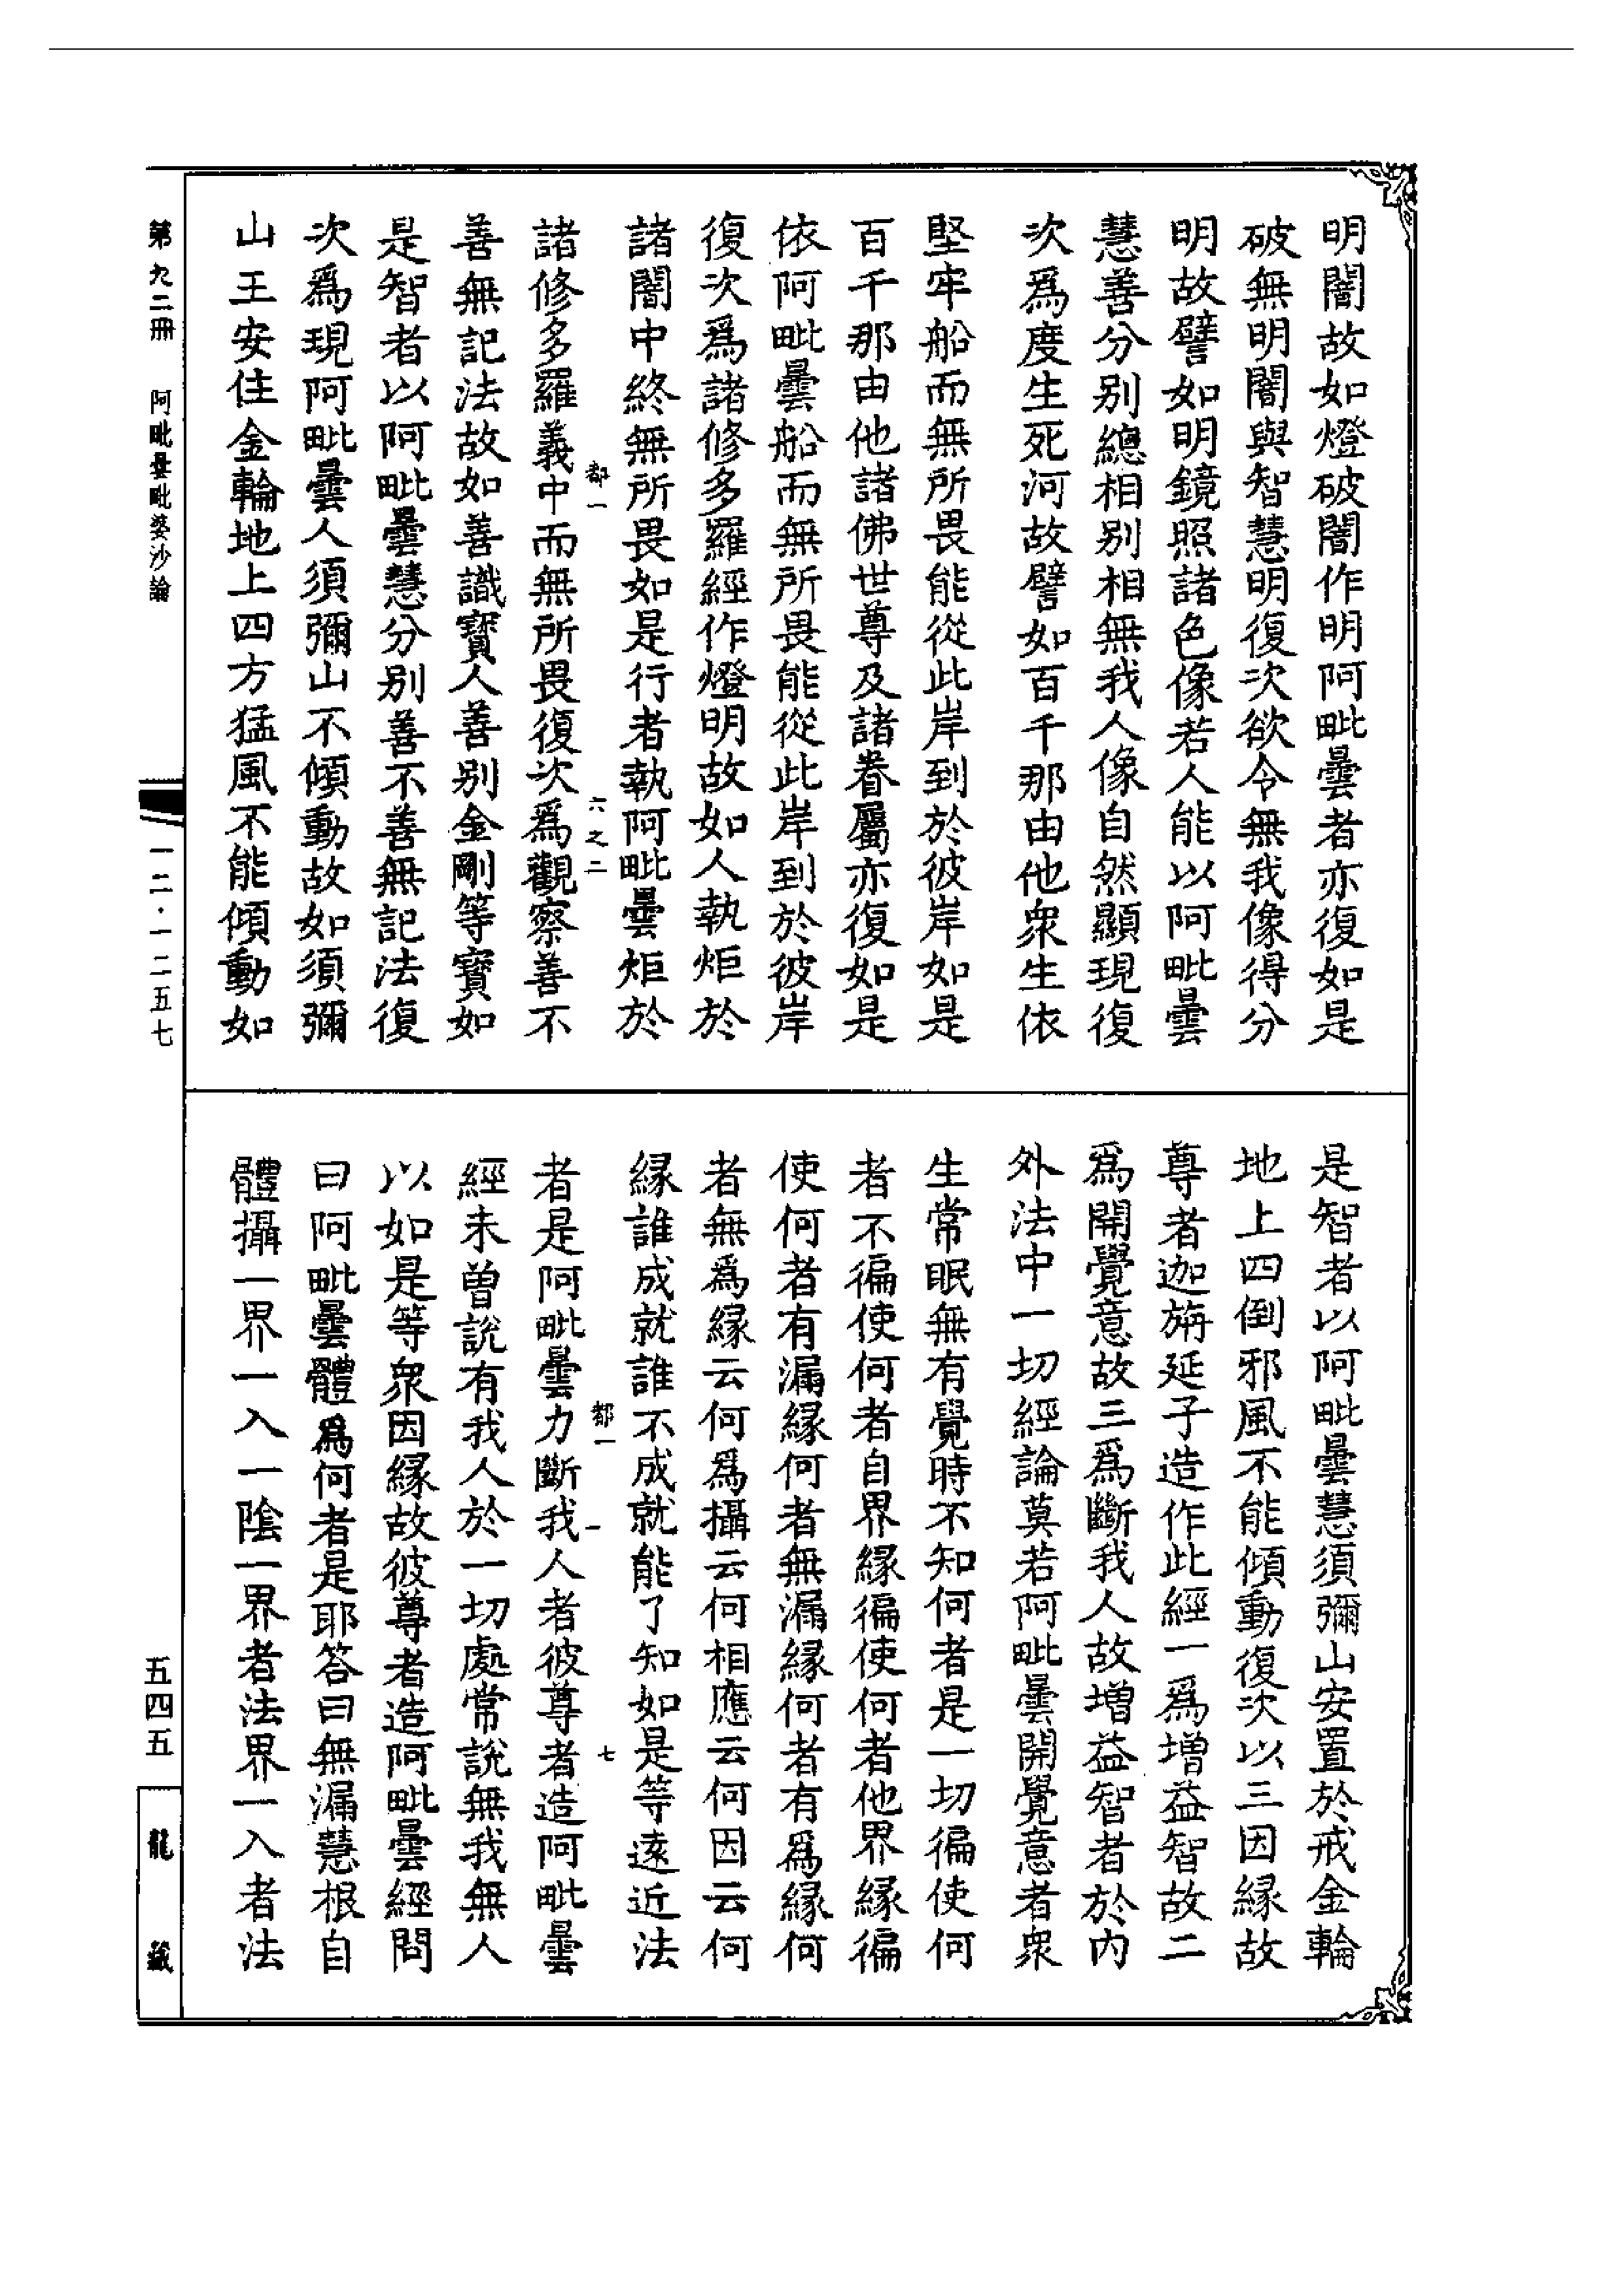 明闇故如燈破闇作明阿毗曇者亦復如是
破無明闇與智慧明復次欲令無我像得分
明故譬如明鏡照諸色像若人能以阿毗曇
慧善分別總相別相無我人像自然顯現復
次爲度生死河故譬如百千那由他衆生依
堅牢船而無所畏能從此岸到於彼岸如是
百千那由他諸佛世尊及諸眷屬亦復如是
依阿毗曇船而無所畏能從此岸到於彼岸
復次爲諸修多羅經作燈明故如人執炬於
諸闇中終無所畏如是行者執阿毗曇炬於
都一 六之二
諸修多羅義中而無所畏復次爲觀察善不
善無記法故如善識寶人善別金剛等寶如
是智者以阿毗曇慧分別善不善無記法復
次爲現阿毗曇人須彌山不傾動故如須彌
山王安住金輪地上四方猛風不能傾動如
是智者以阿毗曇慧須彌山安置於戒金輪
地上四倒邪風不能傾動復次以三因緣故
尊者迦旃延子造作此經一爲增益智故二
爲開覺意故三爲斷我人故增益智者於內
外法中一切經論莫若阿毗曇開覺意者衆
生常眠無有覺時不知何者是一切徧使何
者不徧使何者自界緣徧使何者他界緣徧
使何者有漏緣何者無漏緣何者有爲緣何
者無爲緣云何爲攝云何相應云何因云何
緣誰成就誰不成就能了知如是等遠近法
都一 一 七
者是阿毗曇力斷我人者彼尊者造阿毗曇
經未曾說有我人於一切處常說無我無人
以如是等衆因緣故彼尊者造阿毗曇經問
曰阿毗曇體爲何者是耶答曰無漏慧根自
體攝一界一入一陰一界者法界一入者法
第九二冊 阿毗曇毗婆沙論
一二·一二五七
五四五
龍藏